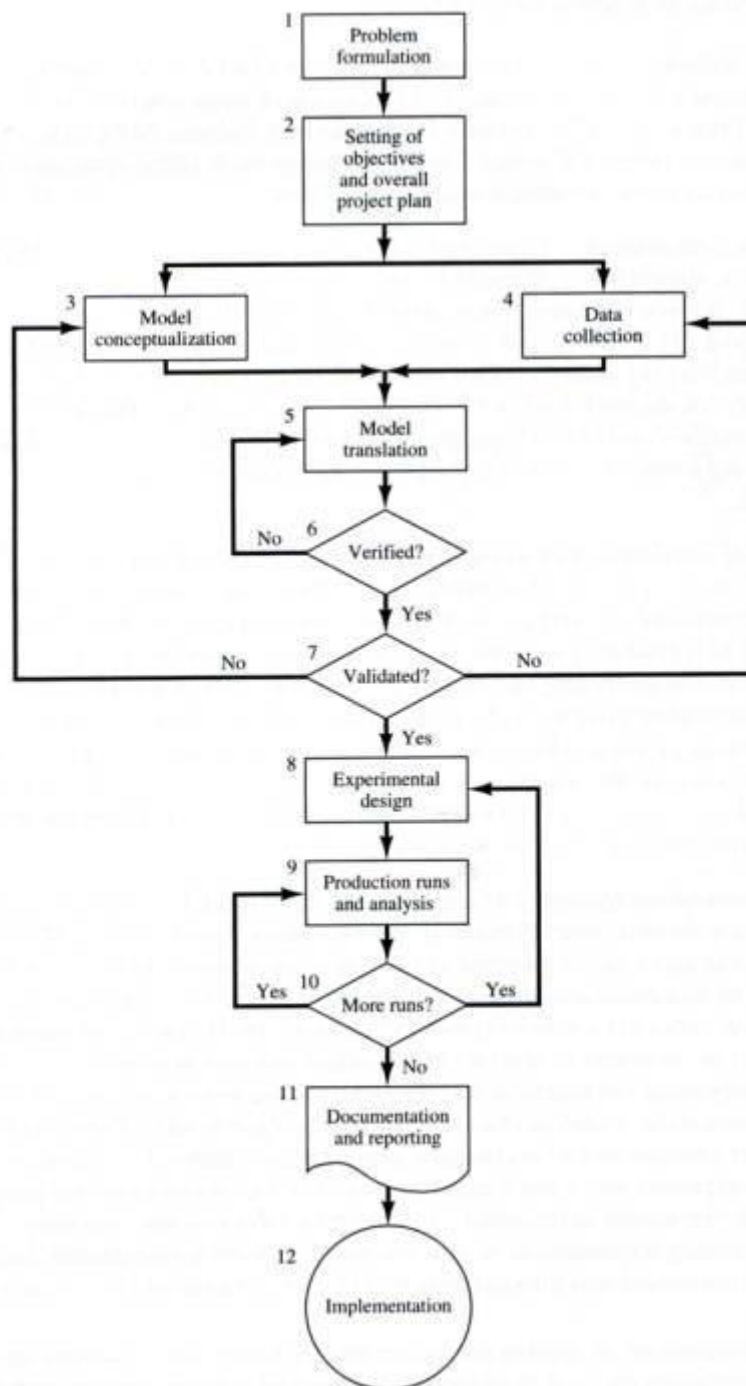 1
Problem
formulation
2
Setting of
objectives
and overall
project plan
3
Model
conceptualization
4
Data
collection
5
Model
translation
6
No
Verified?
Yes
7
No
Validated?
No
Yes
8
Experimental
design
9
Production runs
and analysis
10
Yes
More runs?
Yes
No
11
Documentation
and reporting
12
Implementation